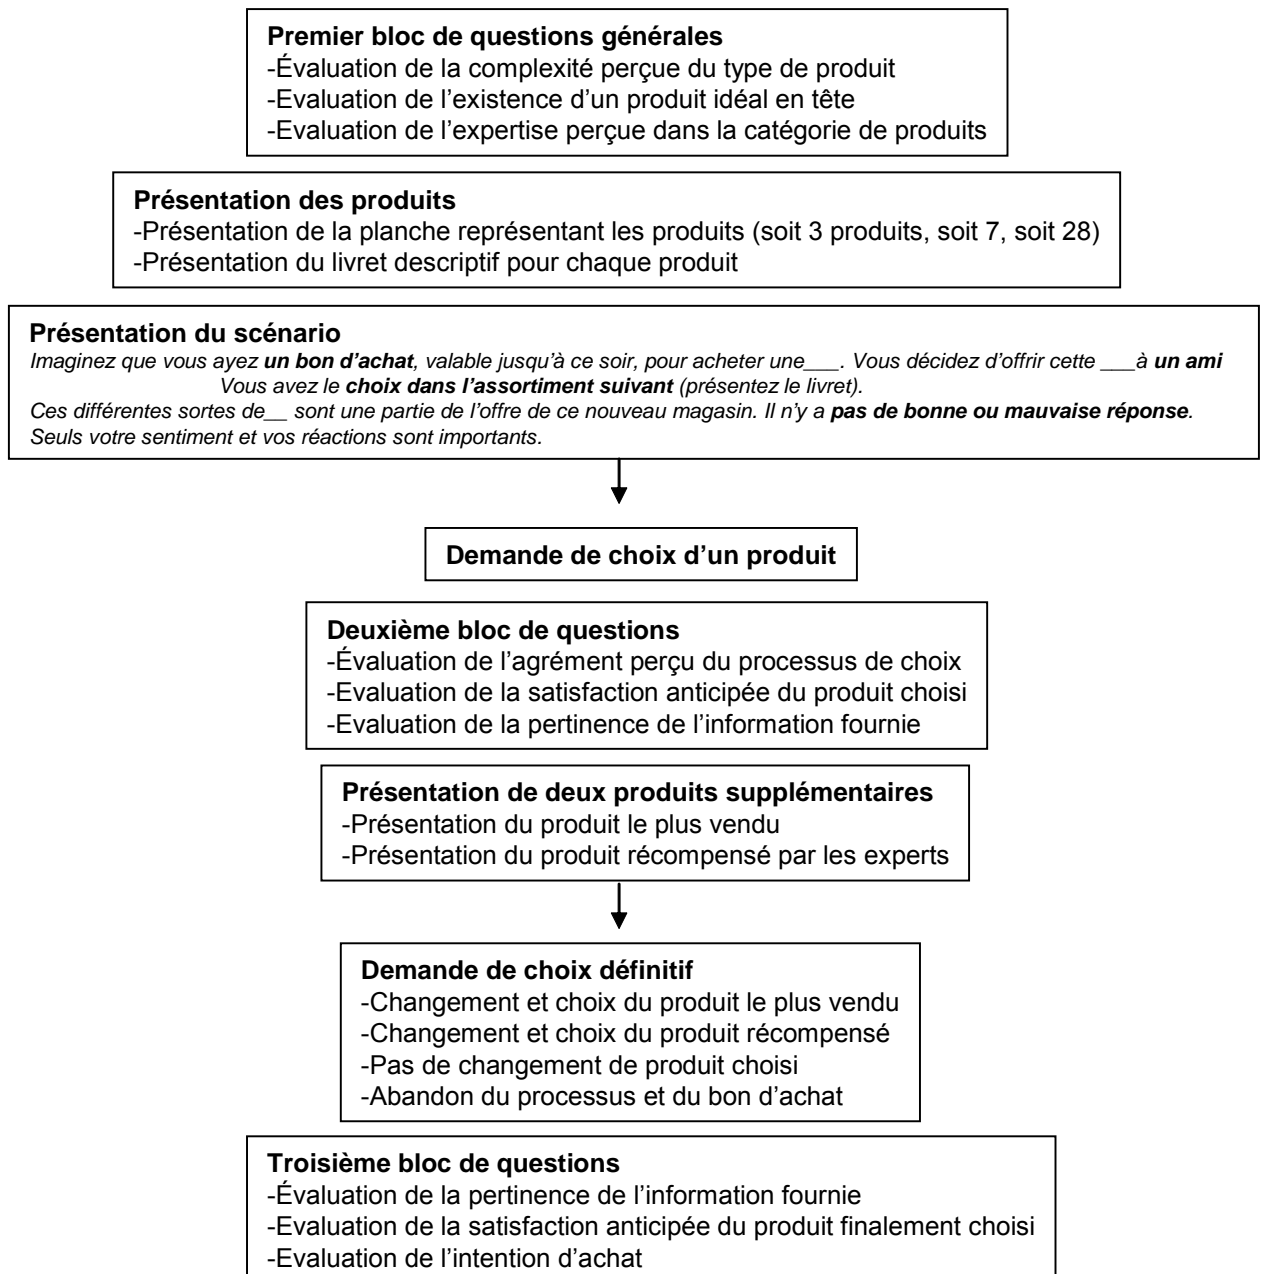 Premier bloc de questions générales
-Évaluation de la complexité perçue du type de produit
-Evaluation de l’existence d’un produit idéal en tête
-Evaluation de l’expertise perçue dans la catégorie de produits
Présentation des produits
-Présentation de la planche représentant les produits (soit 3 produits, soit 7, soit 28)
-Présentation du livret descriptif pour chaque produit
Présentation du scénario
Imaginez que vous ayez un bon d’achat, valable jusqu’à ce soir, pour acheter une___. Vous décidez d’offrir cette ___à un ami
Vous avez le choix dans l’assortiment suivant (présentez le livret).
Ces différentes sortes de__ sont une partie de l’offre de ce nouveau magasin. Il n’y a pas de bonne ou mauvaise réponse.
Seuls votre sentiment et vos réactions sont importants.
Demande de choix d’un produit
Deuxième bloc de questions
-Évaluation de l’agrément perçu du processus de choix
-Evaluation de la satisfaction anticipée du produit choisi
-Evaluation de la pertinence de l’information fournie
Présentation de deux produits supplémentaires
-Présentation du produit le plus vendu
-Présentation du produit récompensé par les experts
Demande de choix définitif
-Changement et choix du produit le plus vendu
-Changement et choix du produit récompensé
-Pas de changement de produit choisi
-Abandon du processus et du bon d’achat
Troisième bloc de questions
-Évaluation de la pertinence de l’information fournie
-Evaluation de la satisfaction anticipée du produit finalement choisi
-Evaluation de l’intention d’achat